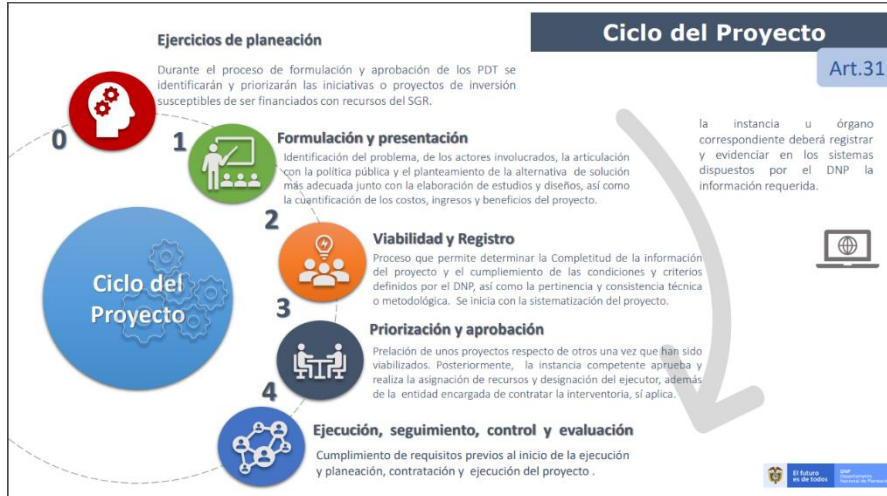 Ciclo del Proyecto
Art.31
Ejercicios de planeación
Durante el proceso de formulación y aprobación de los PDT se
identificarán y priorizarán las iniciativas o proyectos de inversión
susceptibles de ser financiados con recursos del SGR.
0
1
Formulación y presentación
Identificación del problema, de los actores involucrados, la articulación
con la política pública y el planteamiento de la alternativa de solución
más adecuada junto con la elaboración de estudios y diseños, así como
la cuantificación de los costos, ingresos y beneficios del proyecto.
la instancia u órgano
correspondiente deberá registrar
y evidenciar en los sistemas
dispuestos por el DNP la
información requerida.
2
Viabilidad y Registro
Proceso que permite determinar la Completitud de la información
del proyecto y el cumpliemiento de las condiciones y criterios
definidos por el DNP, así como la pertinencia y consistencia técnica
o metodológica. Se inicia con la sistematización del proyecto.
Ciclo del
Proyecto
3
Priorización y aprobación
Prelación de unos proyectos respecto de otros una vez que han sido
viabilizados. Posteriormente, la instancia competente aprueba y
realiza la asignación de recursos y designación del ejecutor, además
de la entidad encargada de contratar la interventoria, sí aplica.
4
Ejecución, seguimiento, control y evaluación
Cumplimiento de requisitos previos al inicio de la ejecución
y planeación, contratación y ejecución del proyecto .
El futuro
es de todos
DNP
Departamento
Nacional de Planeación